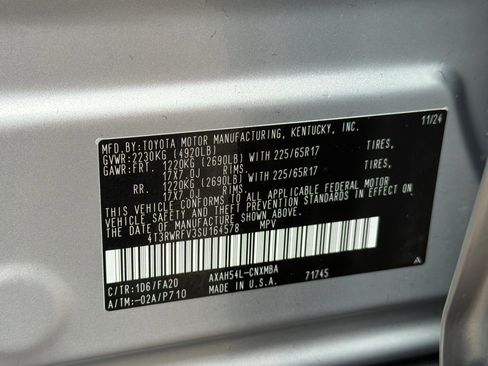 MFD.BY:TOYOTA MOTOR MANUFACTURING, KENTUCKY, INC. 11/24
GVWR:2230KG (4920LB)
GAWR:FRT. 1220KG (2690LB) WITH 225/65R17 TIRES,
17X7.0J RIMS.
RR. 1220KG (2690LB) WITH 225/65R17 TIRES,
17X7.0J RIMS.
THIS VEHICLE CONFORMS TO ALL APPLICABLE FEDERAL MOTOR
VEHICLE SAFETY AND THEFT PREVENTION STANDARDS IN EFFECT
ON THE DATE OF MANUFACTURE SHOWN ABOVE.
4T3RWRFV3SU164578 MPV
C/TR:1D6/FA20 AXAH54L-CNXMBA
A/TM:-02A/P710 MADE IN U.S.A. 71745 A